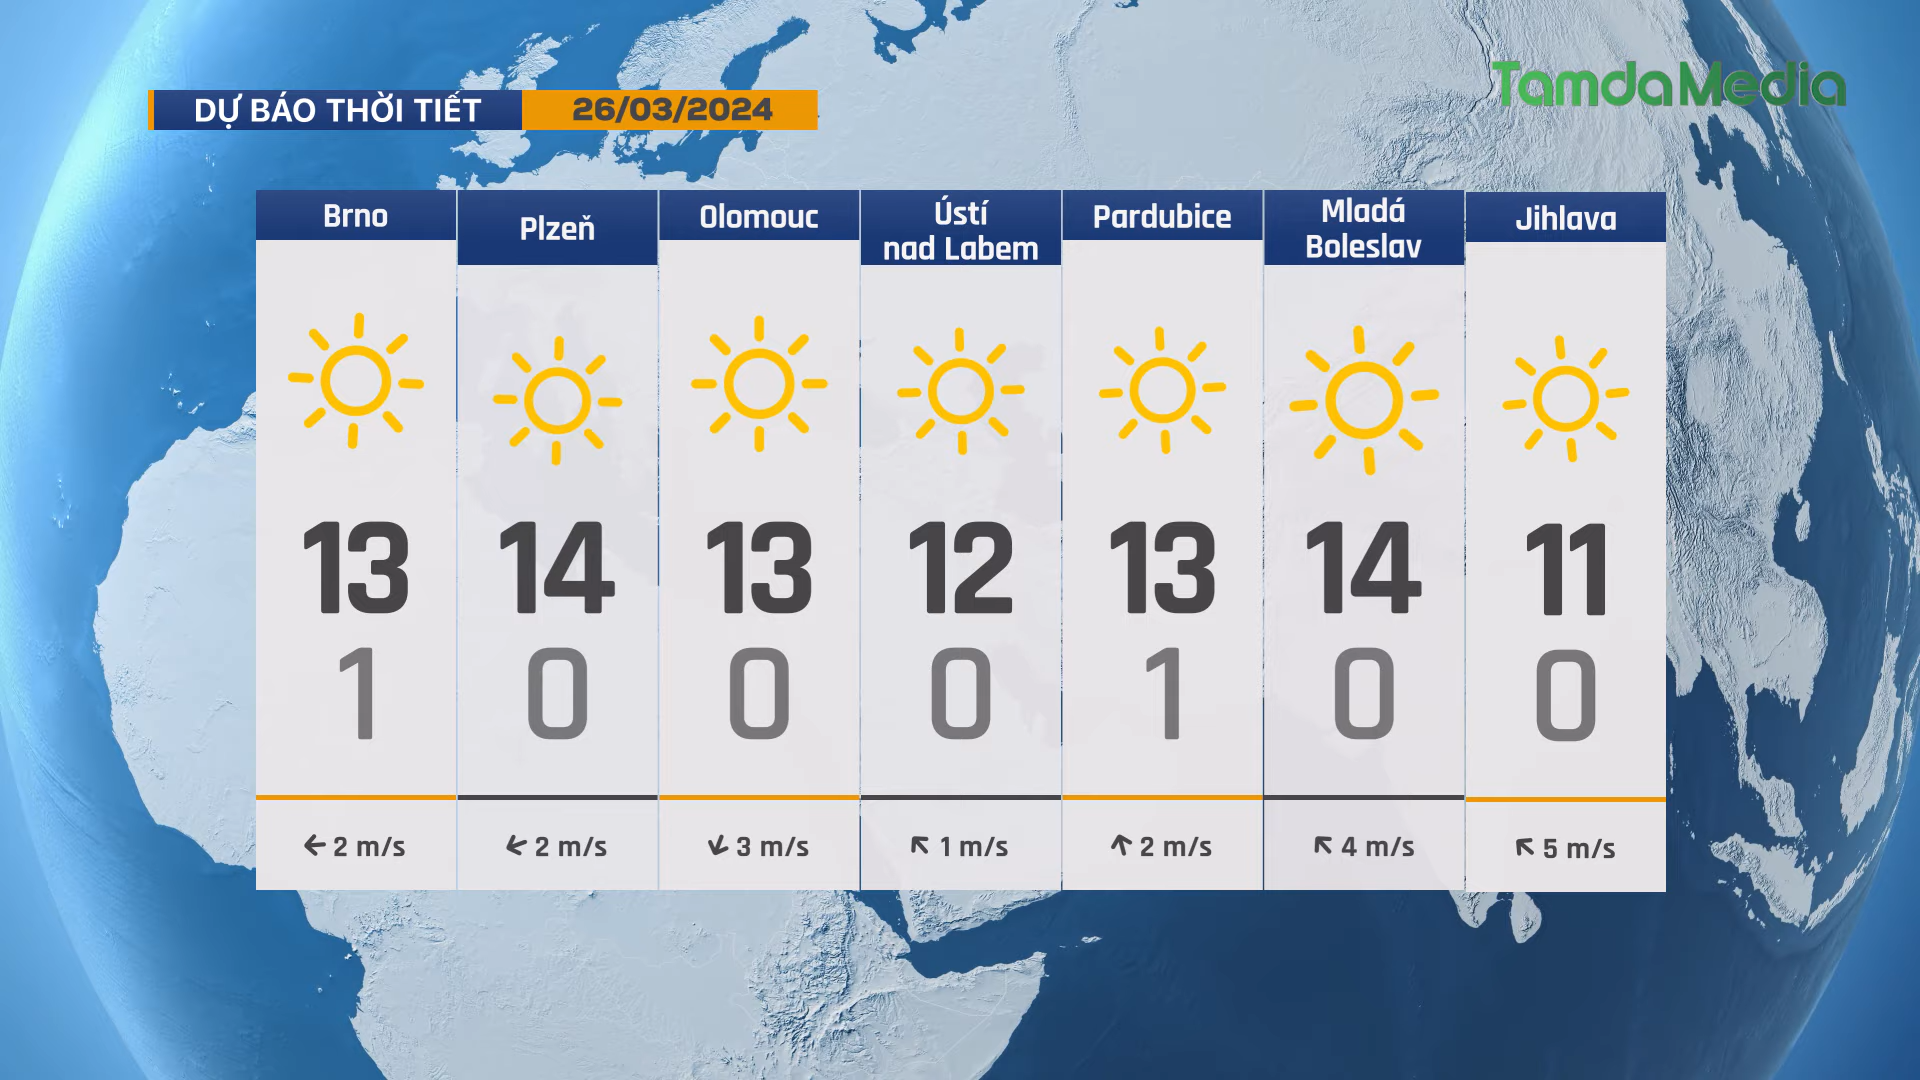 TamdaMedia
DỰ BÁO THỜI TIẾT 26/03/2024
Brno
13
1
2 m/s
Plzeň
14
0
2 m/s
Olomouc
13
0
3 m/s
Ústí
nad Labem
12
0
1 m/s
Pardubice
13
1
2 m/s
Mladá
Boleslav
14
0
4 m/s
Jihlava
11
0
5 m/s